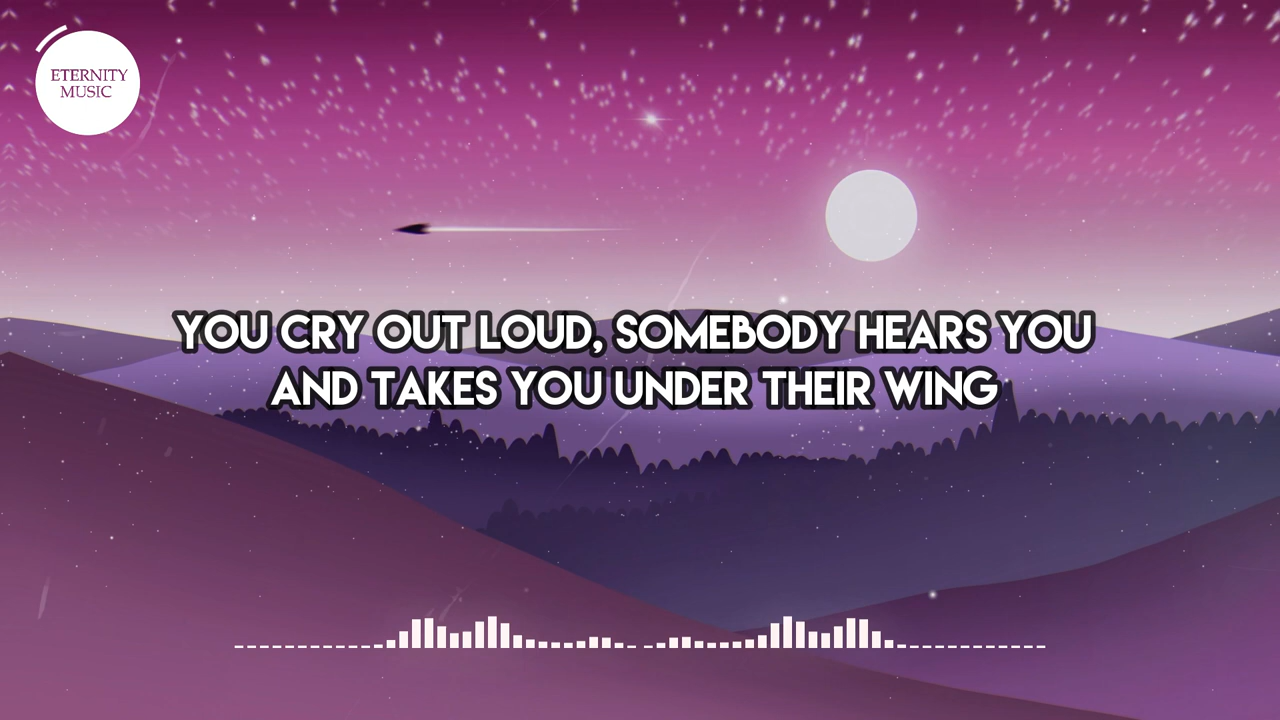 ETERNITY
MUSIC
YOU CRY OUT LOUD, SOMEBODY HEARS YOU
AND TAKES YOU UNDER THEIR WING